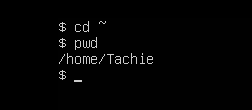 $ cd ~
$ pwd
/home/Tachie
$ _